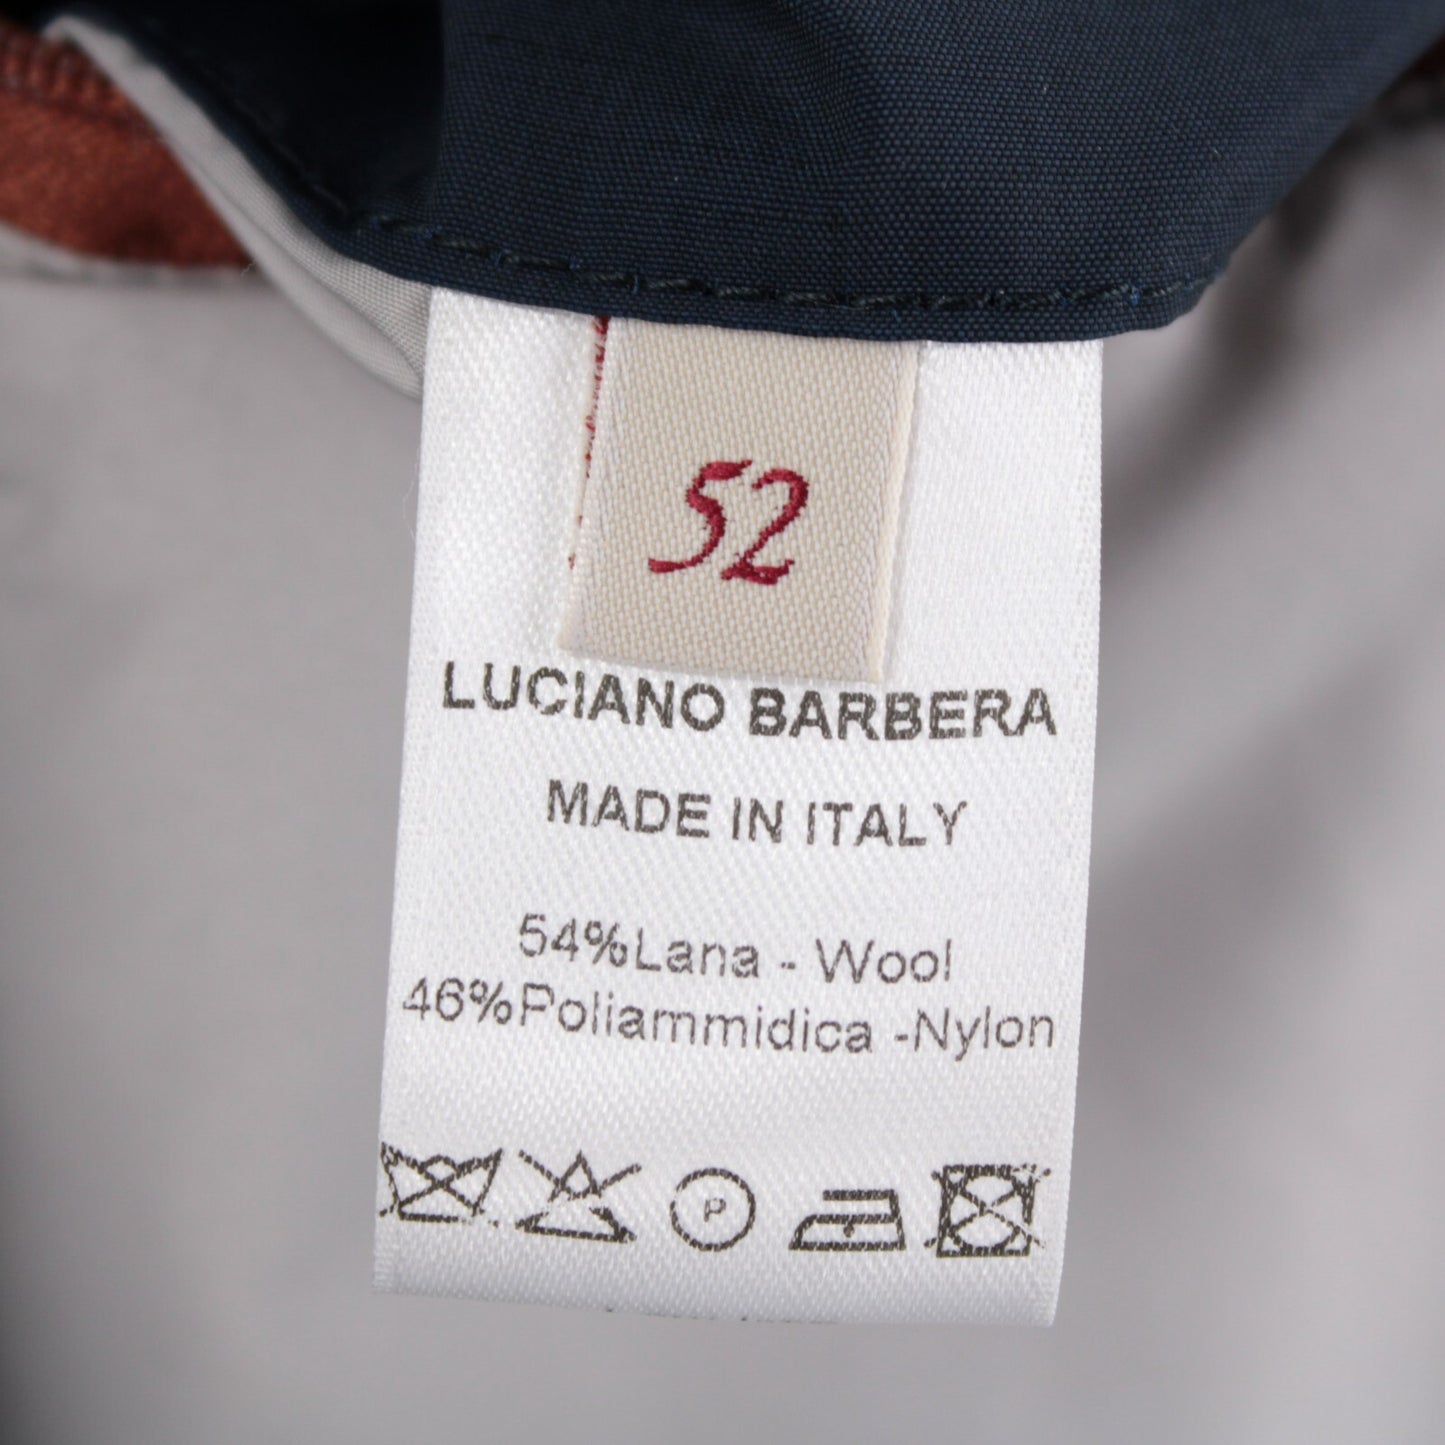 52
LUCIANO BARBERA
MADE IN ITALY
54%Lana - Wool
46%Poliammidica -Nylon
P